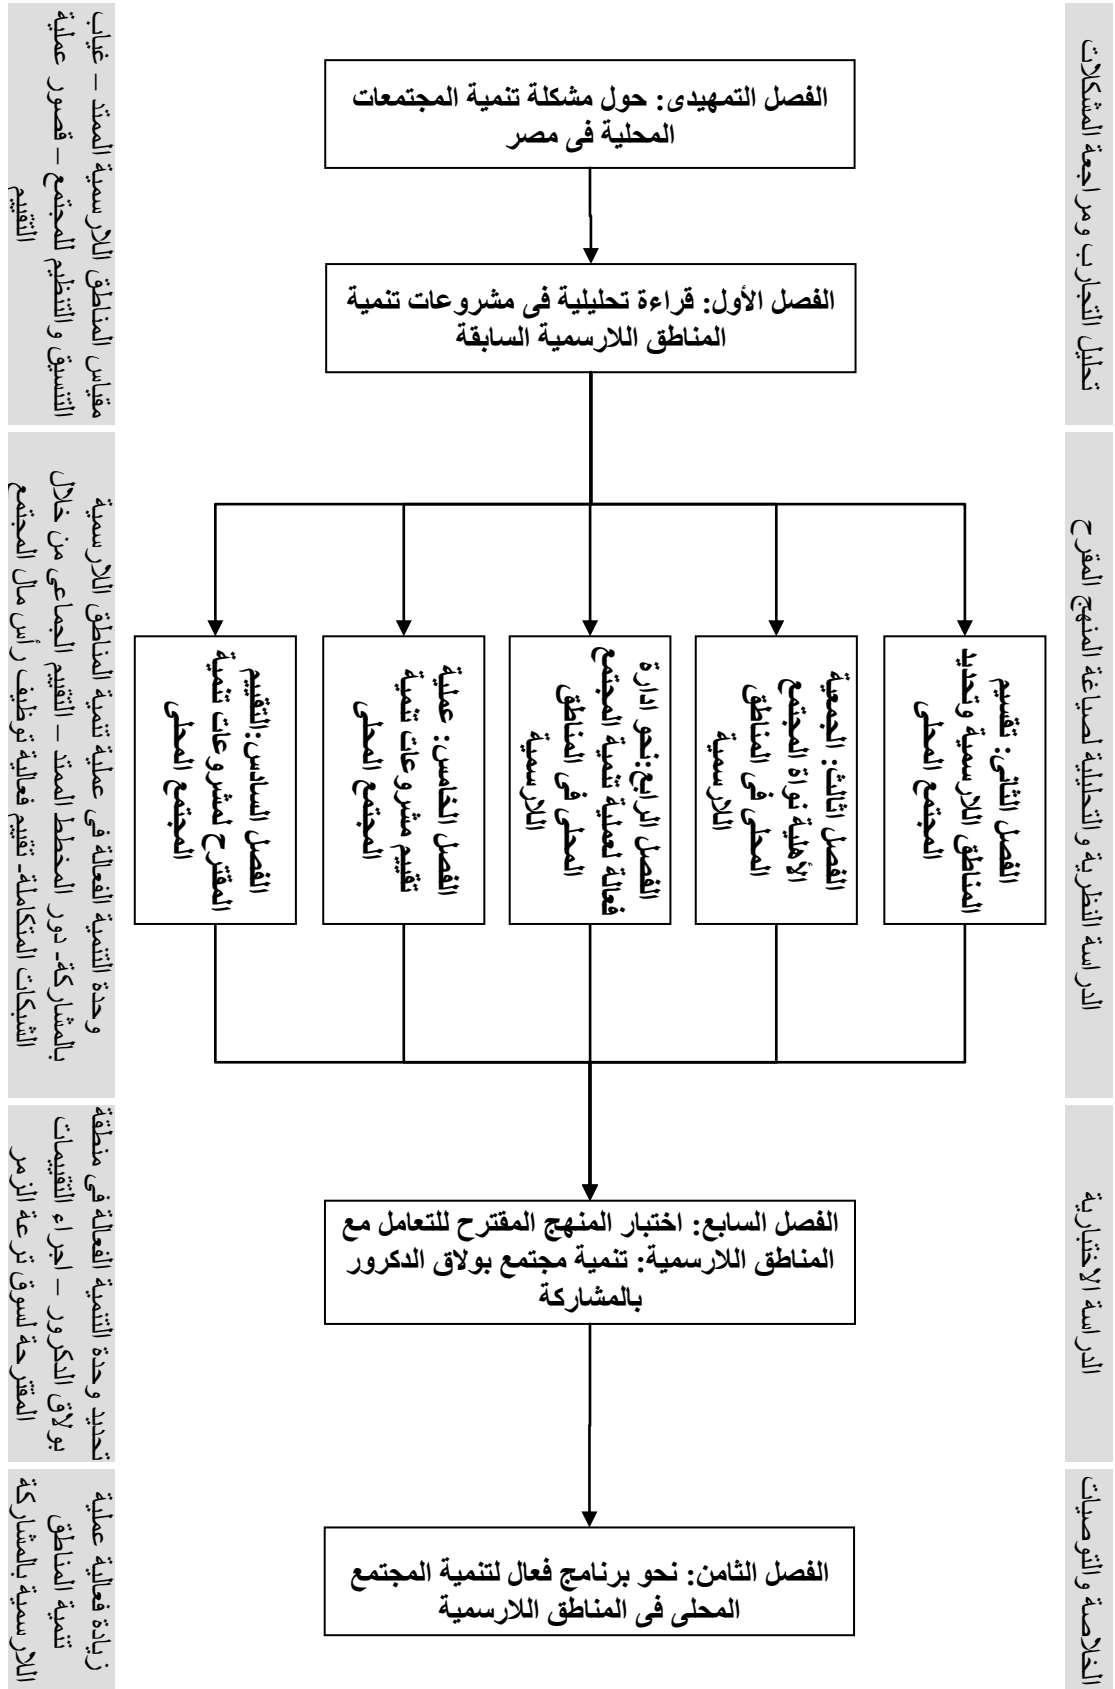 تحليل التجارب ومراجعة المشكلات
الفصل التمهيدى: حول مشكلة تنمية المجتمعات
المحلية فى مصر
الفصل الأول: قراءة تحليلية فى مشروعات تنمية
المناطق اللارسمية السابقة
مقياس المناطق اللارسمية الممتد – غياب
التنسيق والتنظيم للمجتمع – قصور عملية
التقييم
الدراسة النظرية والتحليلية لصياغة المنهج المقترح
الفصل الثانى: تقسيم
المناطق اللارسمية وتحديد
المجتمع المحلى
الفصل الثالث: الجمعية
الأهلية نواة المجتمع
المحلى فى المناطق
اللارسمية
الفصل الرابع:نحو ادارة
فعالة لعملية تنمية المجتمع
المحلى فى المناطق
اللارسمية
الفصل الخامس: عملية
تقييم مشروعات تنمية
المجتمع المحلى
الفصل السادس:التقييم
المقترح لمشروعات تنمية
المجتمع المحلى
وحدة التنمية الفعالة فى عملية تنمية المناطق اللارسمية
بالمشاركة- دور المخطط الممتد – التقييم الجماعى من خلال
الشبكات المتكاملة- تقييم فعالية توظيف رأس مال المجتمع
الدراسة الاختبارية
الفصل السابع: اختبار المنهج المقترح للتعامل مع
المناطق اللارسمية: تنمية مجتمع بولاق الدكرور
بالمشاركة
تحديد وحدة التنمية الفعالة فى منطقة
بولاق الدكرور – اجراء التقييمات
المقترحة لسوق ترعة الزمر
الخلاصة والتوصيات
الفصل الثامن: نحو برنامج فعال لتنمية المجتمع
المحلى فى المناطق اللارسمية
زيادة فعالية عملية
تنمية المناطق
اللارسمية بالمشاركة